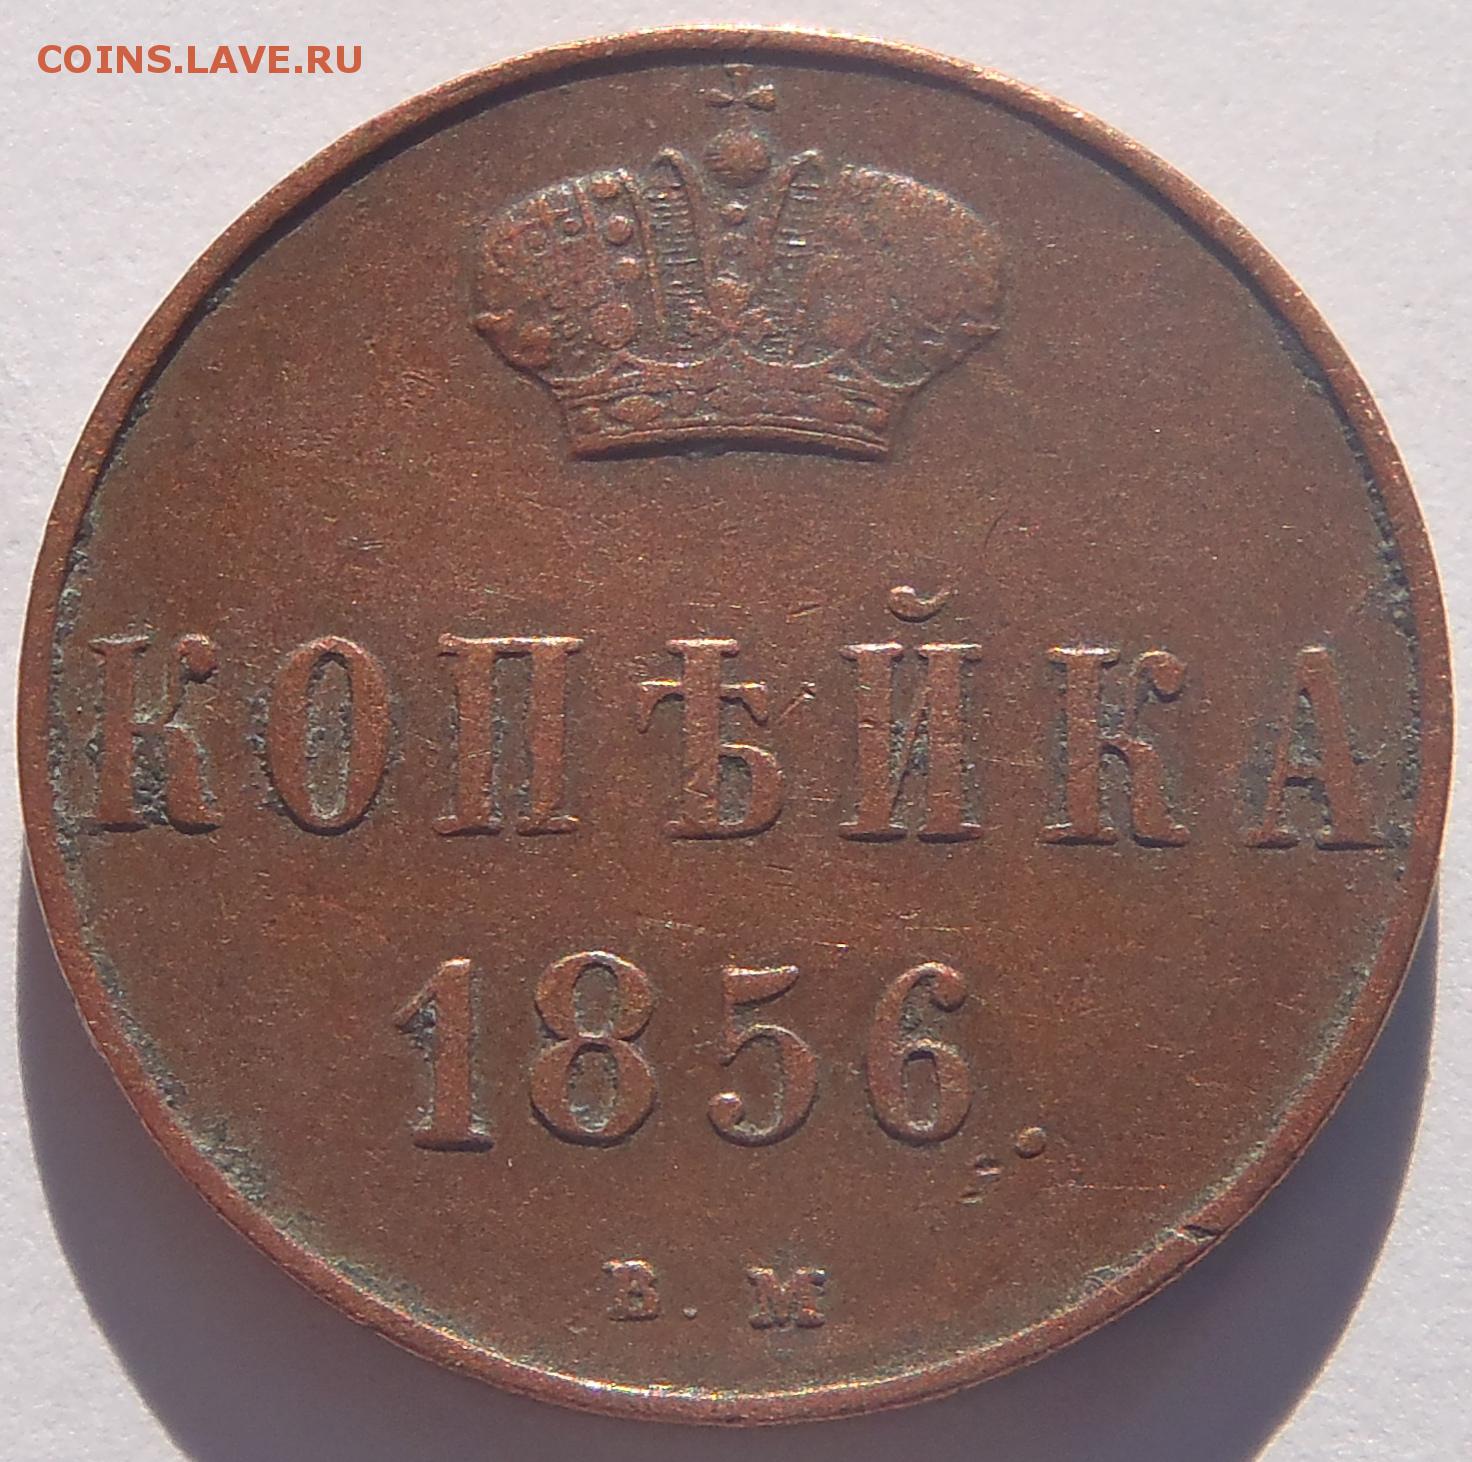 COINS.LAVE.RU
КОПѢЙКА
1856.
В. М